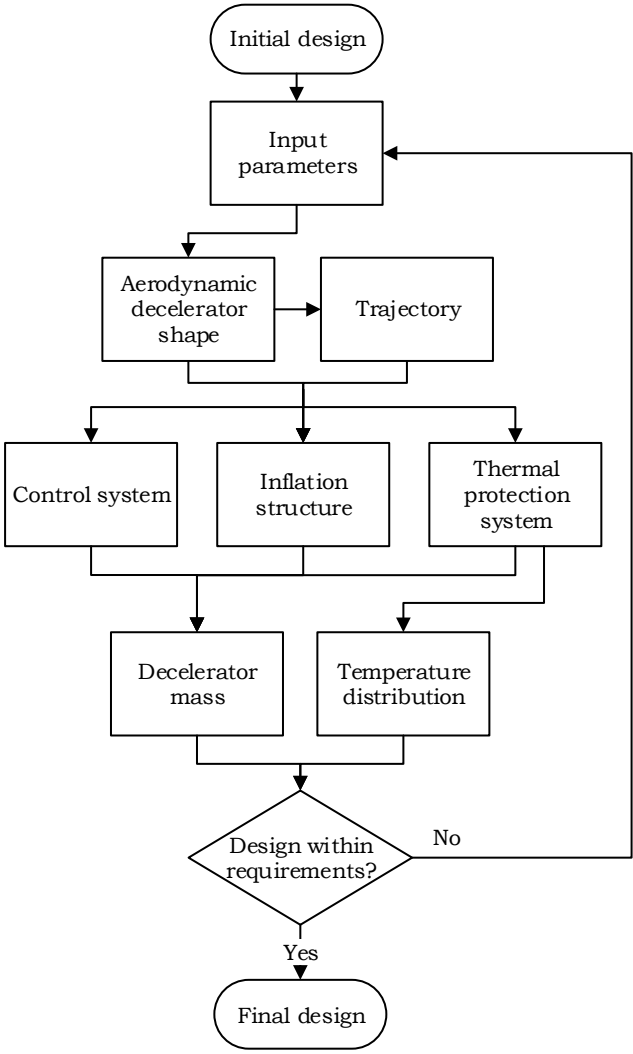 Initial design
Input
parameters
Aerodynamic
decelerator
shape
Trajectory
Control system
Inflation
structure
Thermal
protection
system
Decelerator
mass
Temperature
distribution
Design within
requirements?
No
Yes
Final design